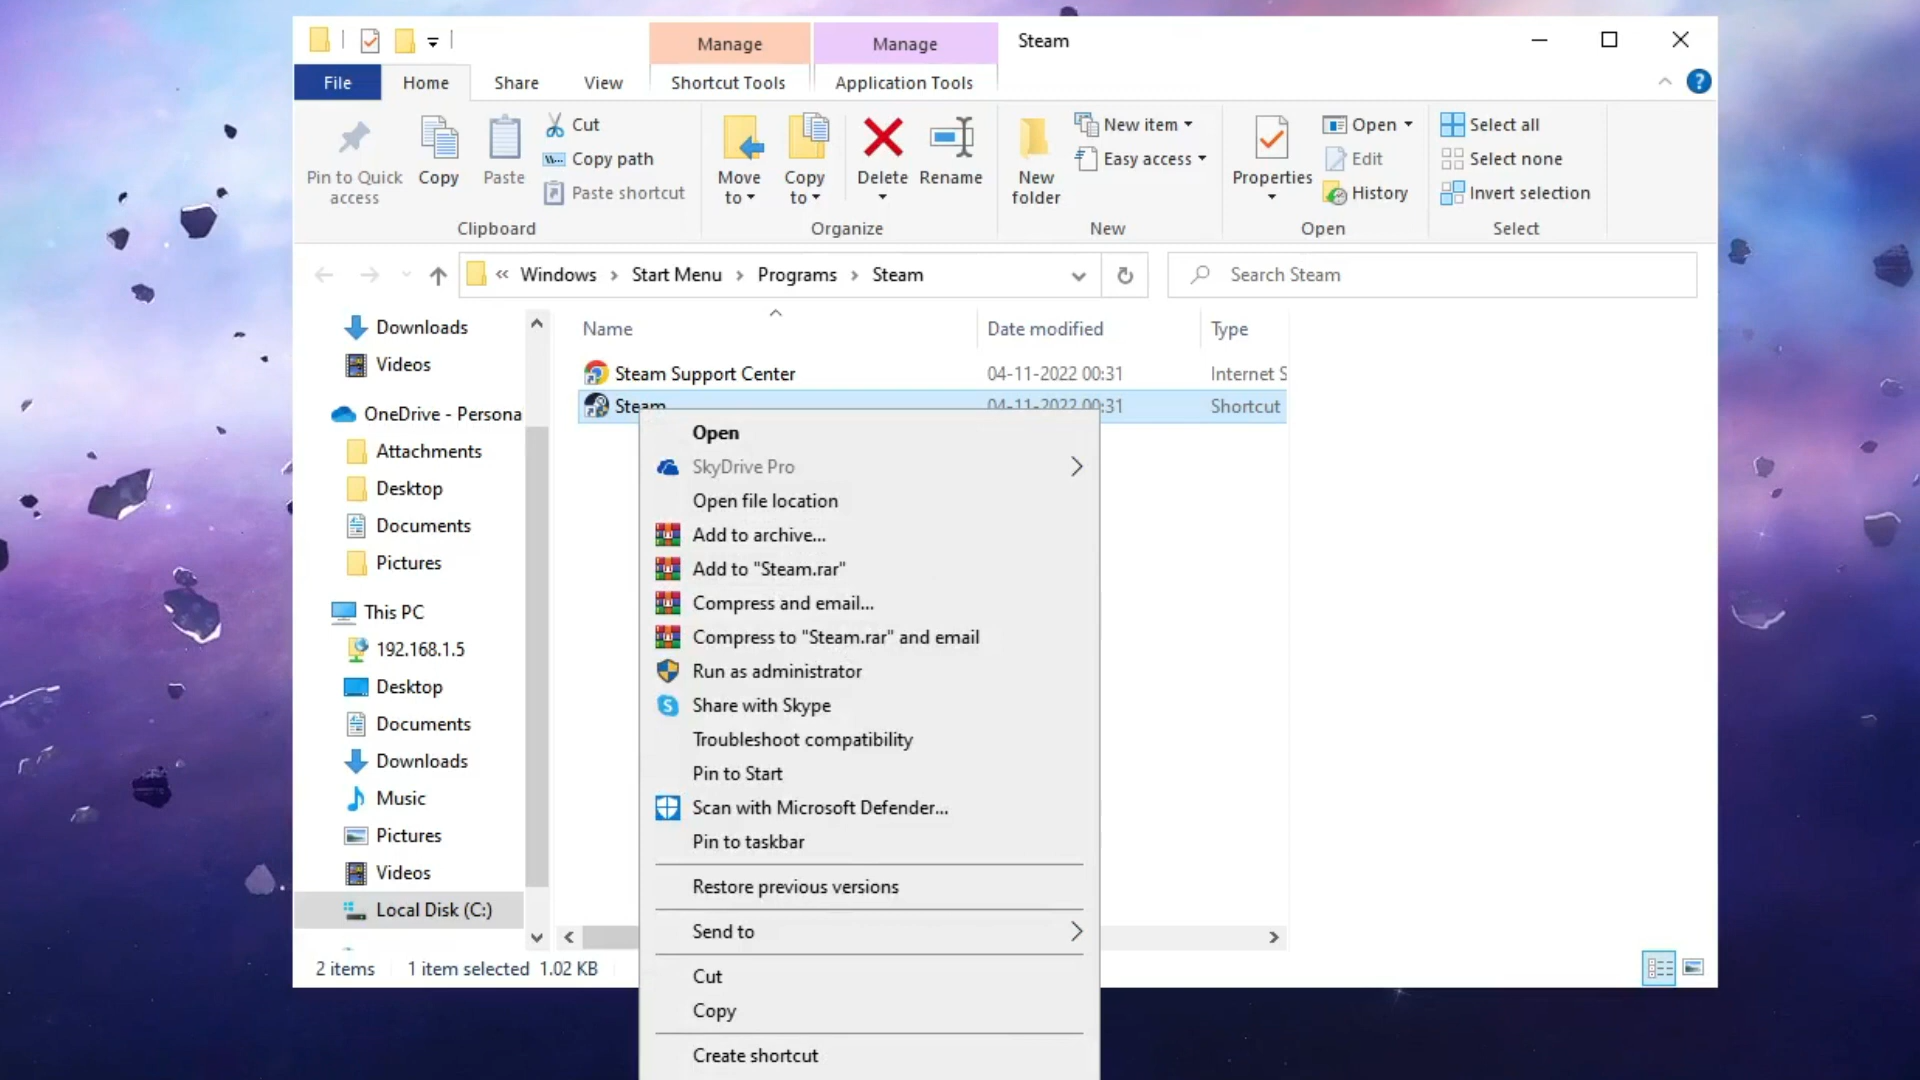 Manage
Manage
Steam
File
Home
Share
View
Shortcut Tools
Application Tools
?
Pin to Quick
access
Copy
Paste
Cut
Copy path
Paste shortcut
Clipboard
Move
to
Copy
to
Delete
Rename
Organize
New
folder
New item
Easy access
New
Properties
Open
Edit
History
Open
Select all
Select none
Invert selection
Select
« Windows › Start Menu › Programs › Steam
Search Steam
Name
Date modified
Type
Steam Support Center
04-11-2022 00:31
Internet S
Steam
04-11-2022 00:31
Shortcut
Downloads
Videos
OneDrive - Persona
Attachments
Desktop
Documents
Pictures
This PC
192.168.1.5
Desktop
Documents
Downloads
Music
Pictures
Videos
Local Disk (C:)
Open
SkyDrive Pro
Open file location
Add to archive...
Add to "Steam.rar"
Compress and email...
Compress to "Steam.rar" and email
Run as administrator
Share with Skype
Troubleshoot compatibility
Pin to Start
Scan with Microsoft Defender...
Pin to taskbar
Restore previous versions
Send to
Cut
Copy
Create shortcut
2 items
1 item selected 1.02 KB